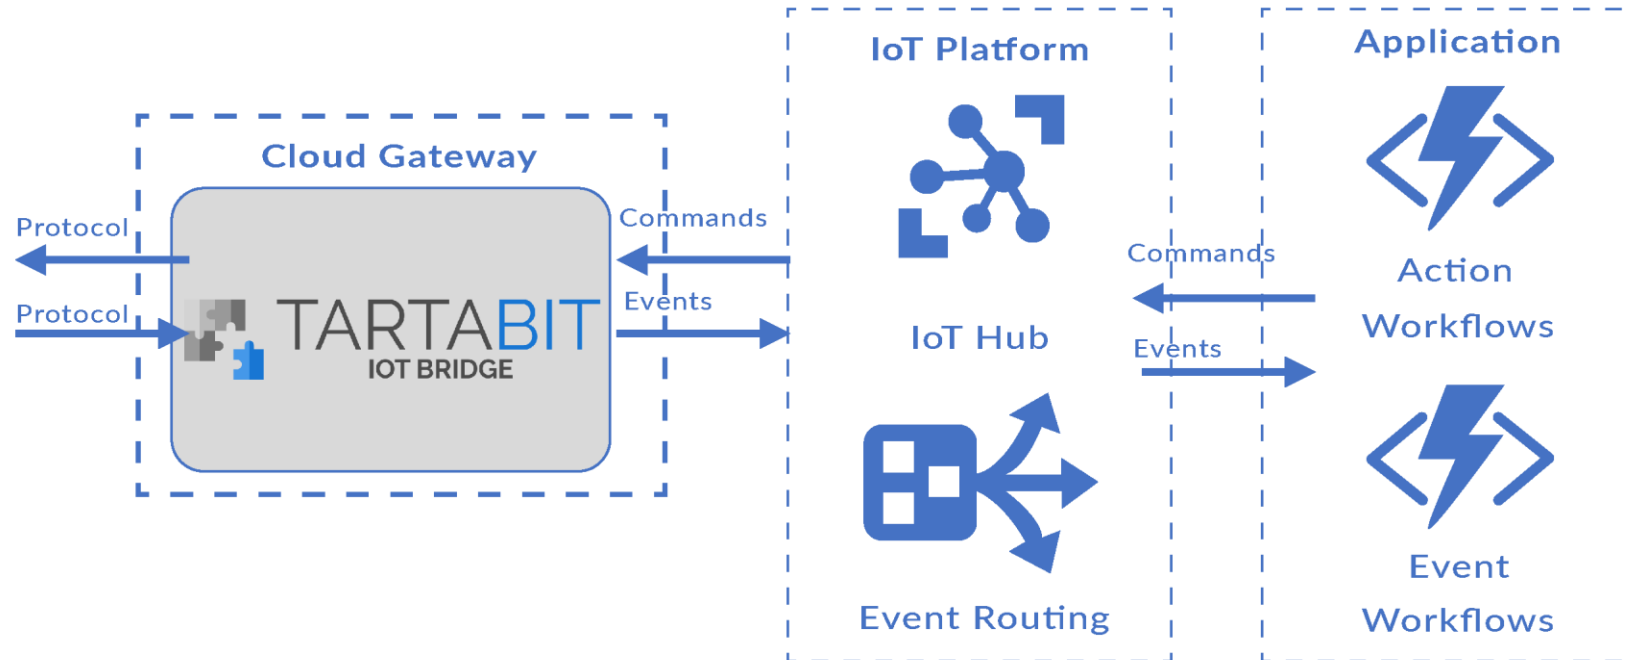 Cloud Gateway
Protocol
Protocol
TARTABIT
IOT BRIDGE
Commands
Events
IoT Platform
IoT Hub
Event Routing
Commands
Events
Application
Action
Workflows
Event
Workflows